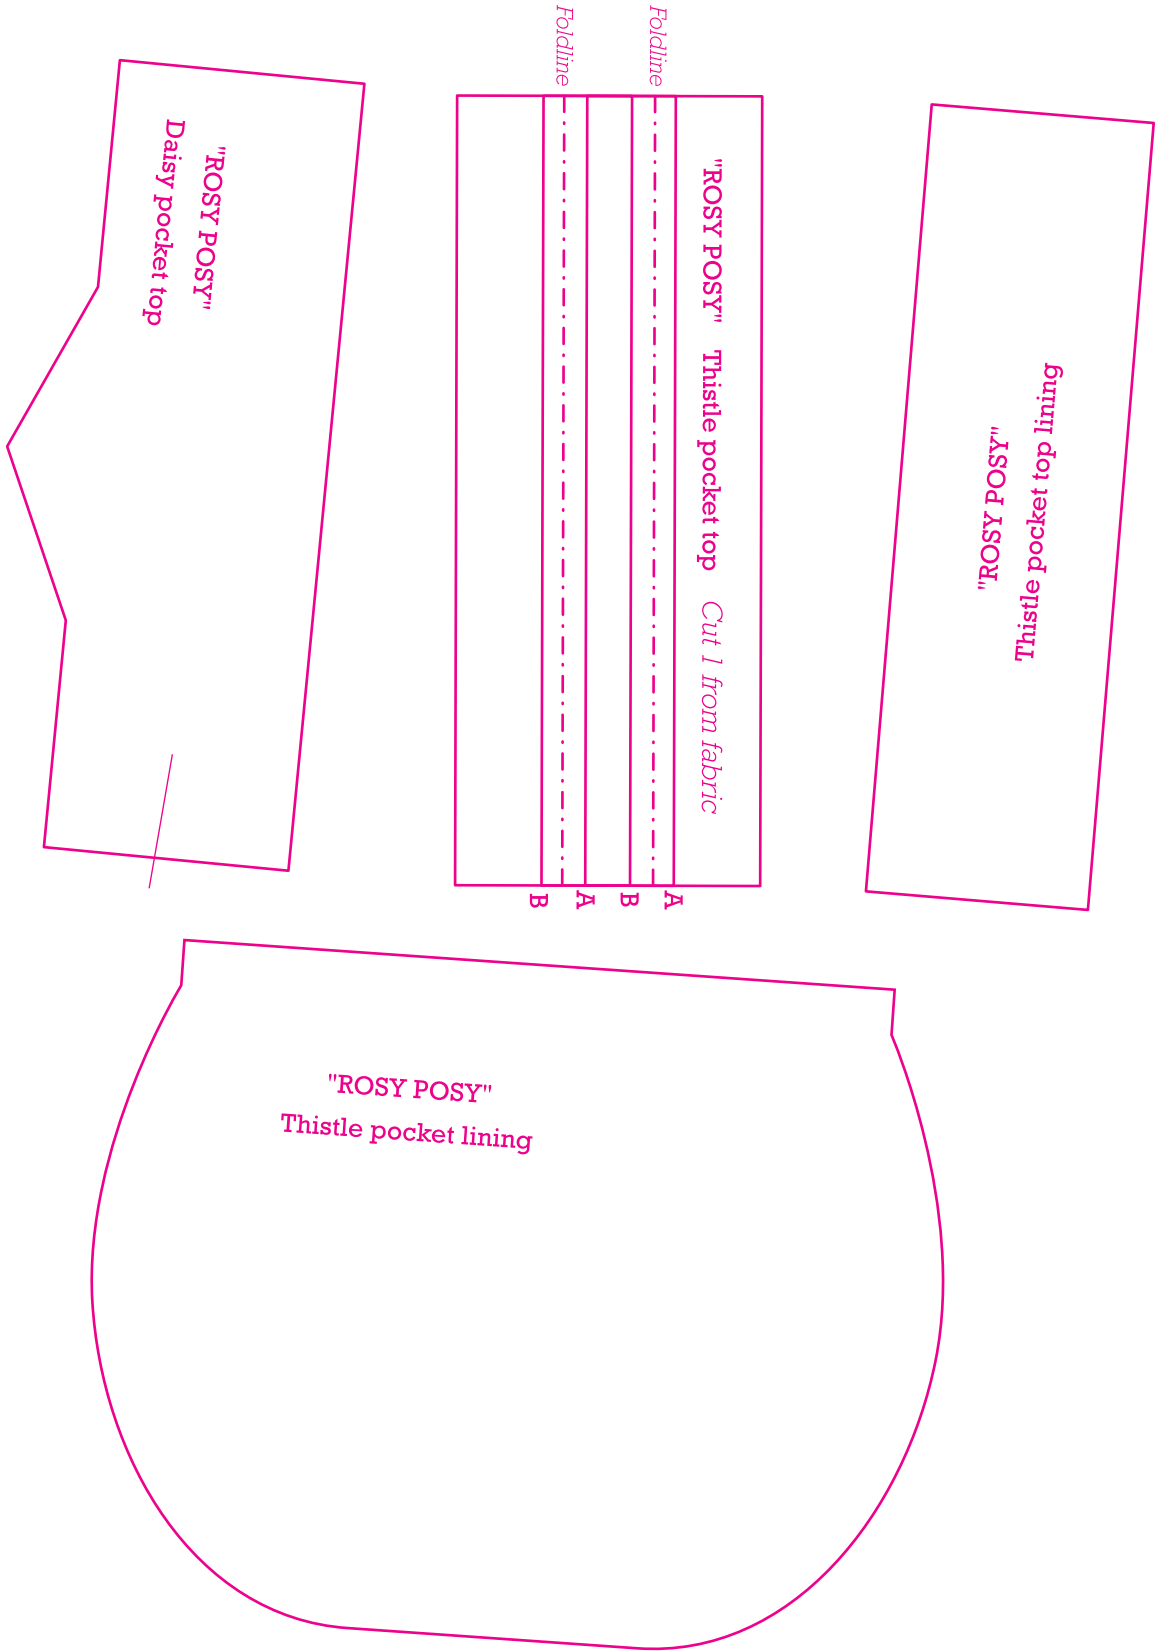 "ROSY POSY"
Daisy pocket top
Foldline
Foldline
"ROSY POSY" Thistle pocket top Cut 1 from fabric
B
A
B
A
"ROSY POSY"
Thistle pocket top lining
"ROSY POSY"
Thistle pocket lining